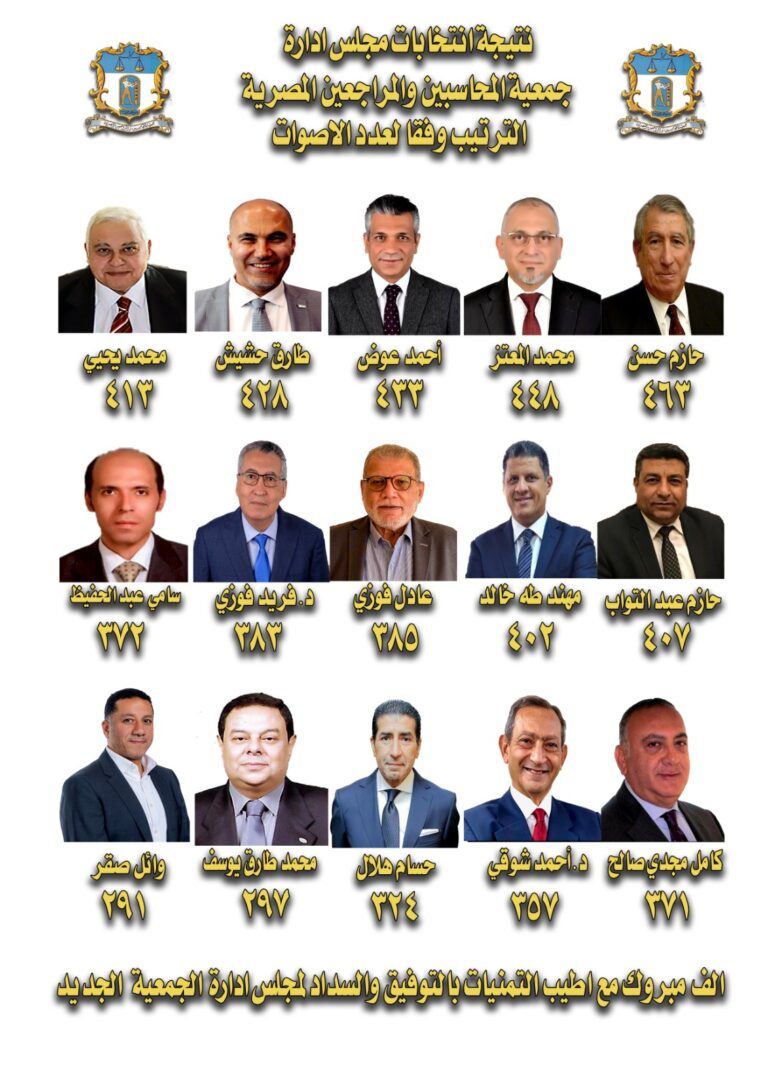 نتيجة انتخابات مجلس ادارة
جمعية المحاسبين والمراجعين المصرية
الترتيب وفقا لعدد الاصوات
حازم حسن
٤٦٣
محمد المعتز
٤٤٨
أحمد عوض
٤٣٣
طارق حشيش
٤٢٨
محمد يحيي
٤١٣
حازم عبد التواب
٤٠٧
مهند طه خالد
٤٠٢
عادل فوزي
٣٨٥
د. فريد فوزي
٣٨٣
سامي عبد الحفيظ
٣٧٢
كامل مجدي صالح
٣٧١
د. أحمد شوقي
٣٥٧
حسام هلال
٣٢٤
محمد طارق يوسف
٢٩٧
وائل صقر
٢٩١
الف مبروك مع اطيب التمنيات بالتوفيق والسداد لمجلس ادارة الجمعية الجديد